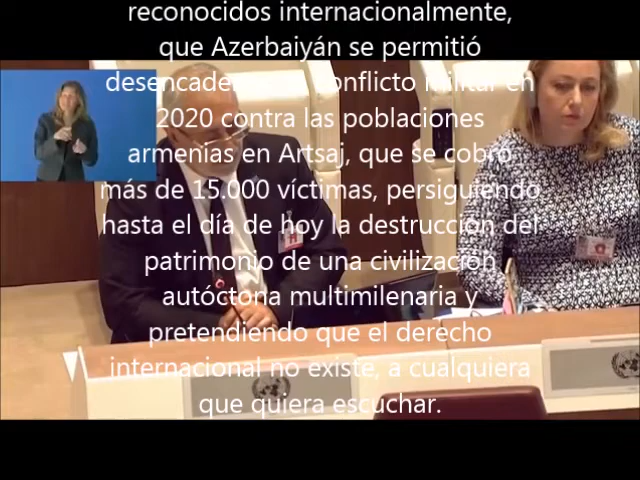 reconocidos internacionalmente,
que Azerbaiyán se permitió
desencadenar conflicto militar en
2020 contra las poblaciones
armenias en Artsaj, que se cobró
más de 15.000 víctimas, persiguiendo
hasta el día de hoy la destrucción del
patrimonio de una civilización
autóctona multimilenaria y
pretendiendo que el derecho
internacional no existe, a cualquiera
que quiera escuchar.